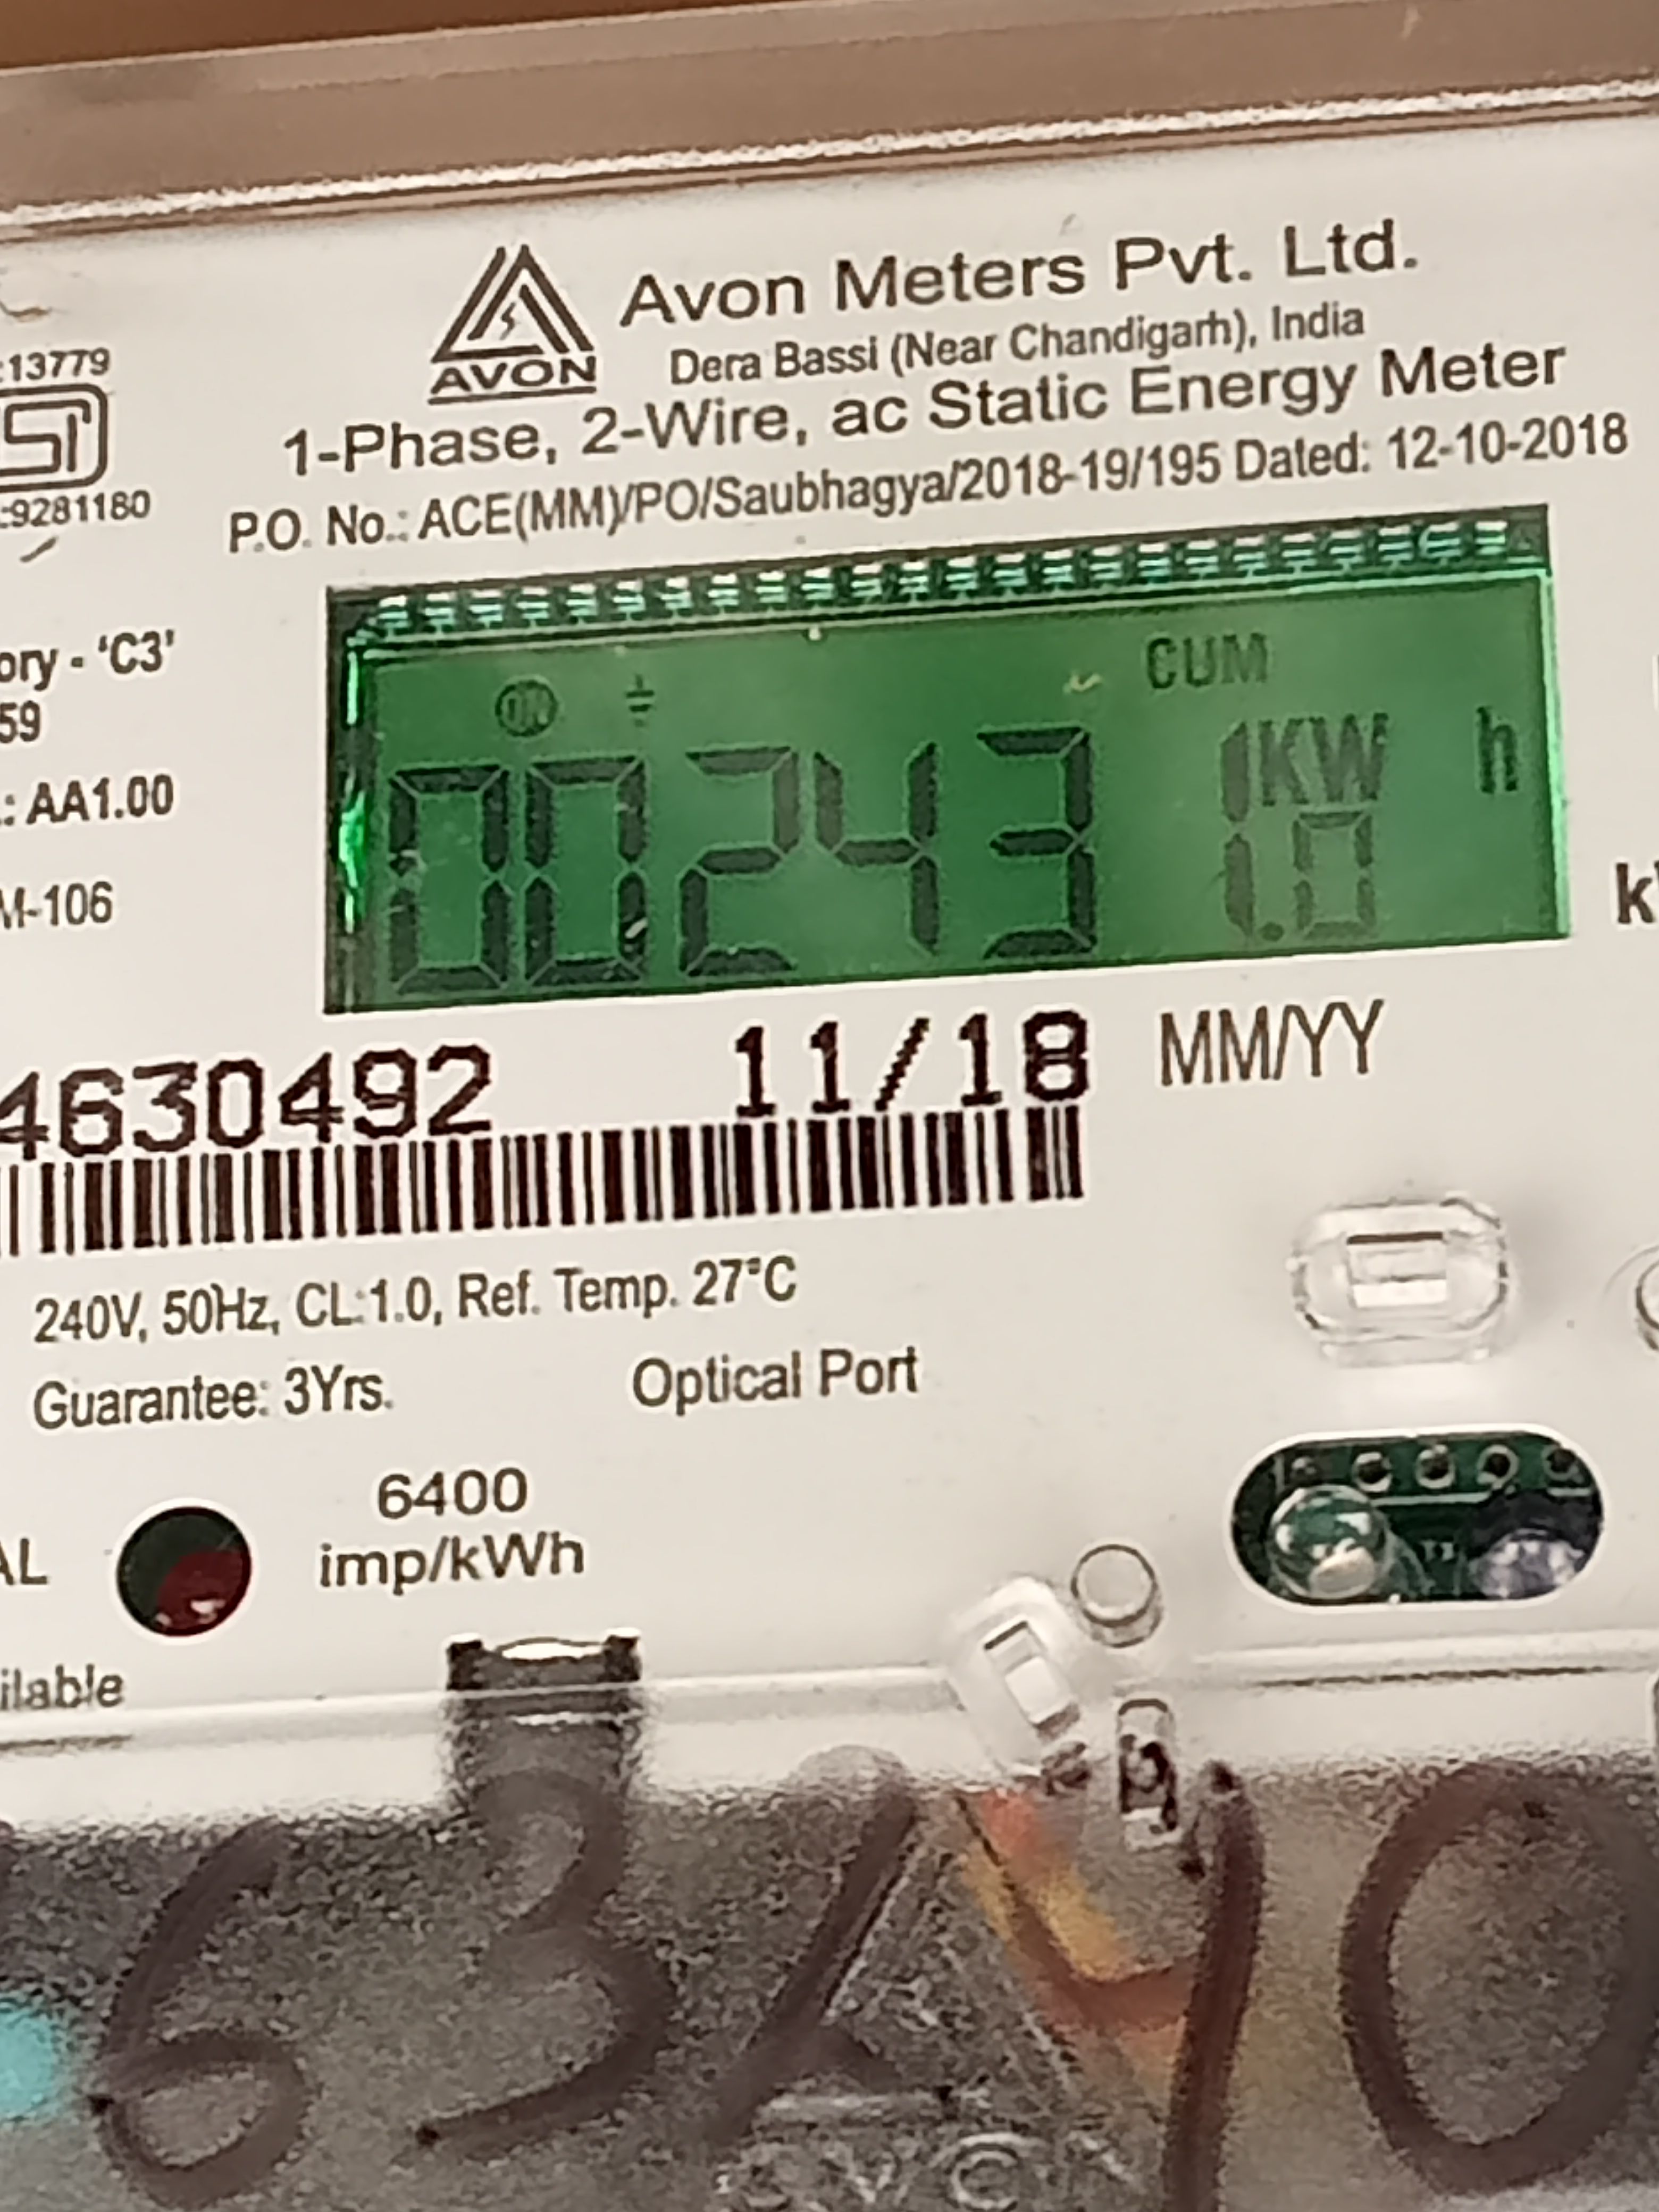 Avon Meters Pvt. Ltd.
AVON
Dera Bassi (Near Chandigarh), India
1-Phase, 2-Wire, ac Static Energy Meter
P.O. No.: ACE(MM)/PO/Saubhagya/2018-19/195 Dated: 12-10-2018
:13779
:9281180
ory - 'C3'
59
.: AA1.00
M-106
ON
CUM
002431.0 KWh
k
4630492 11/18 MM/YY
240V, 50Hz, CL:1.0, Ref. Temp. 27°C
Guarantee: 3Yrs.
Optical Port
6400
imp/kWh
AL
ilable